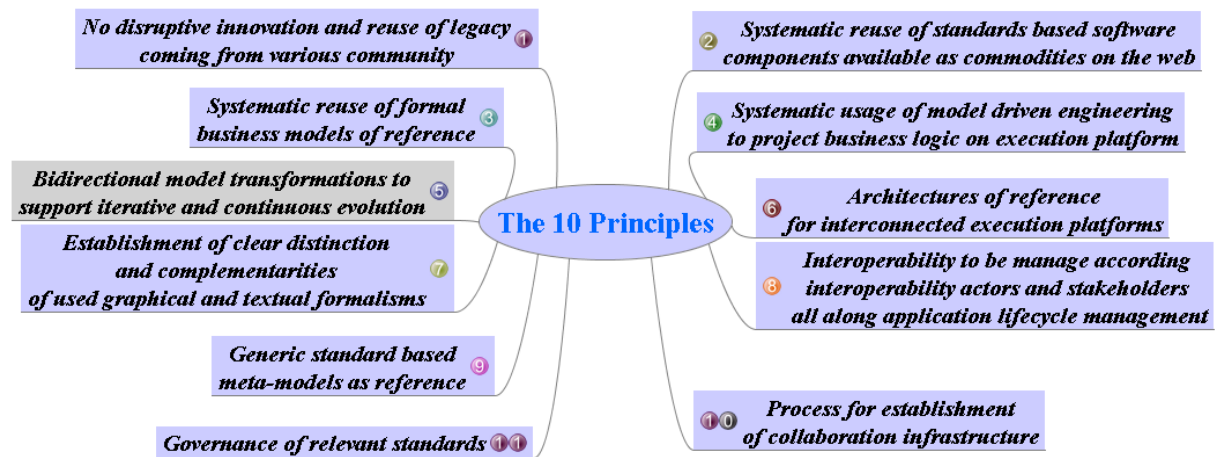 The 10 Principles
1
No disruptive innovation and reuse of legacy
coming from various community
2
Systematic reuse of standards based software
components available as commodities on the web
3
Systematic reuse of formal
business models of reference
4
Systematic usage of model driven engineering
to project business logic on execution platform
5
Bidirectional model transformations to
support iterative and continuous evolution
6
Architectures of reference
for interconnected execution platforms
7
Establishment of clear distinction
and complementarities
of used graphical and textual formalisms
8
Interoperability to be manage according
interoperability actors and stakeholders
all along application lifecycle management
9
Generic standard based
meta-models as reference
10
Process for establishment
of collaboration infrastructure
Governance of relevant standards 11